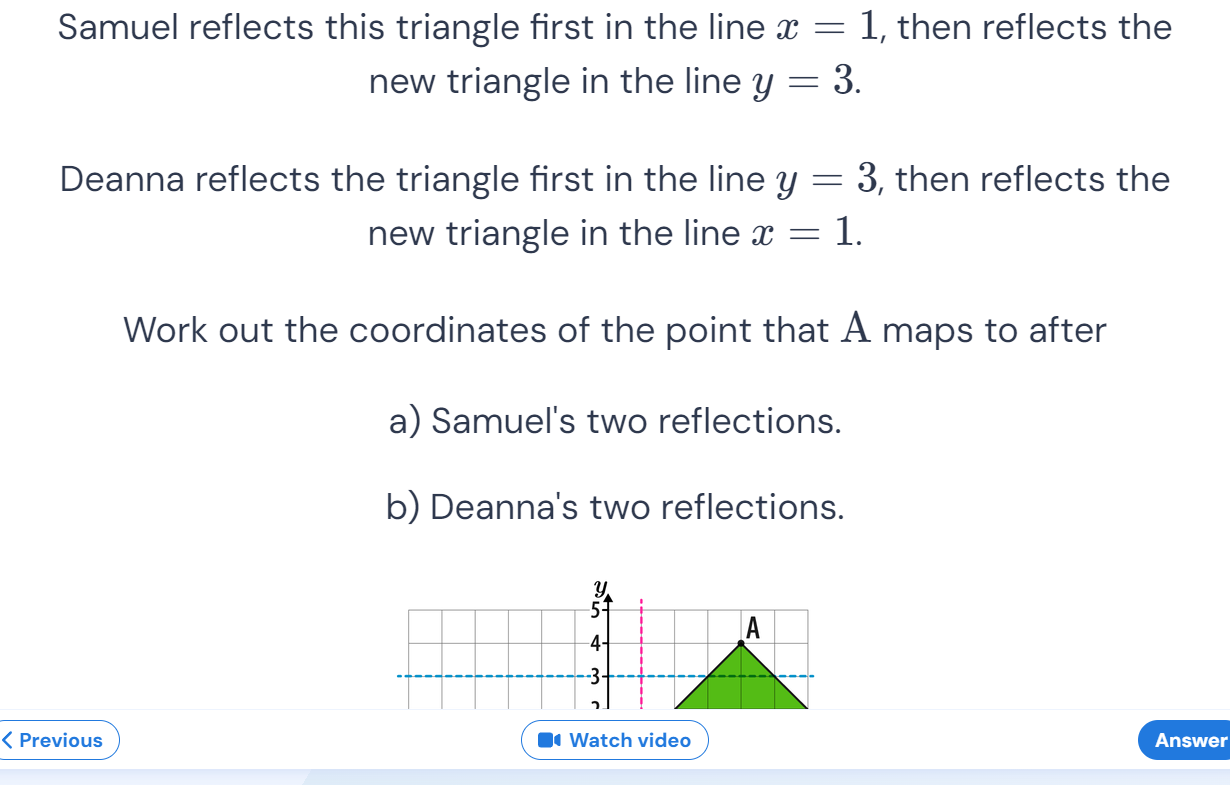 Samuel reflects this triangle first in the line x = 1, then reflects the
new triangle in the line y = 3.
Deanna reflects the triangle first in the line y = 3, then reflects the
new triangle in the line x = 1.
Work out the coordinates of the point that A maps to after
a) Samuel's two reflections.
b) Deanna's two reflections.
y
5
A
4
3
2
Previous
Watch video
Answer